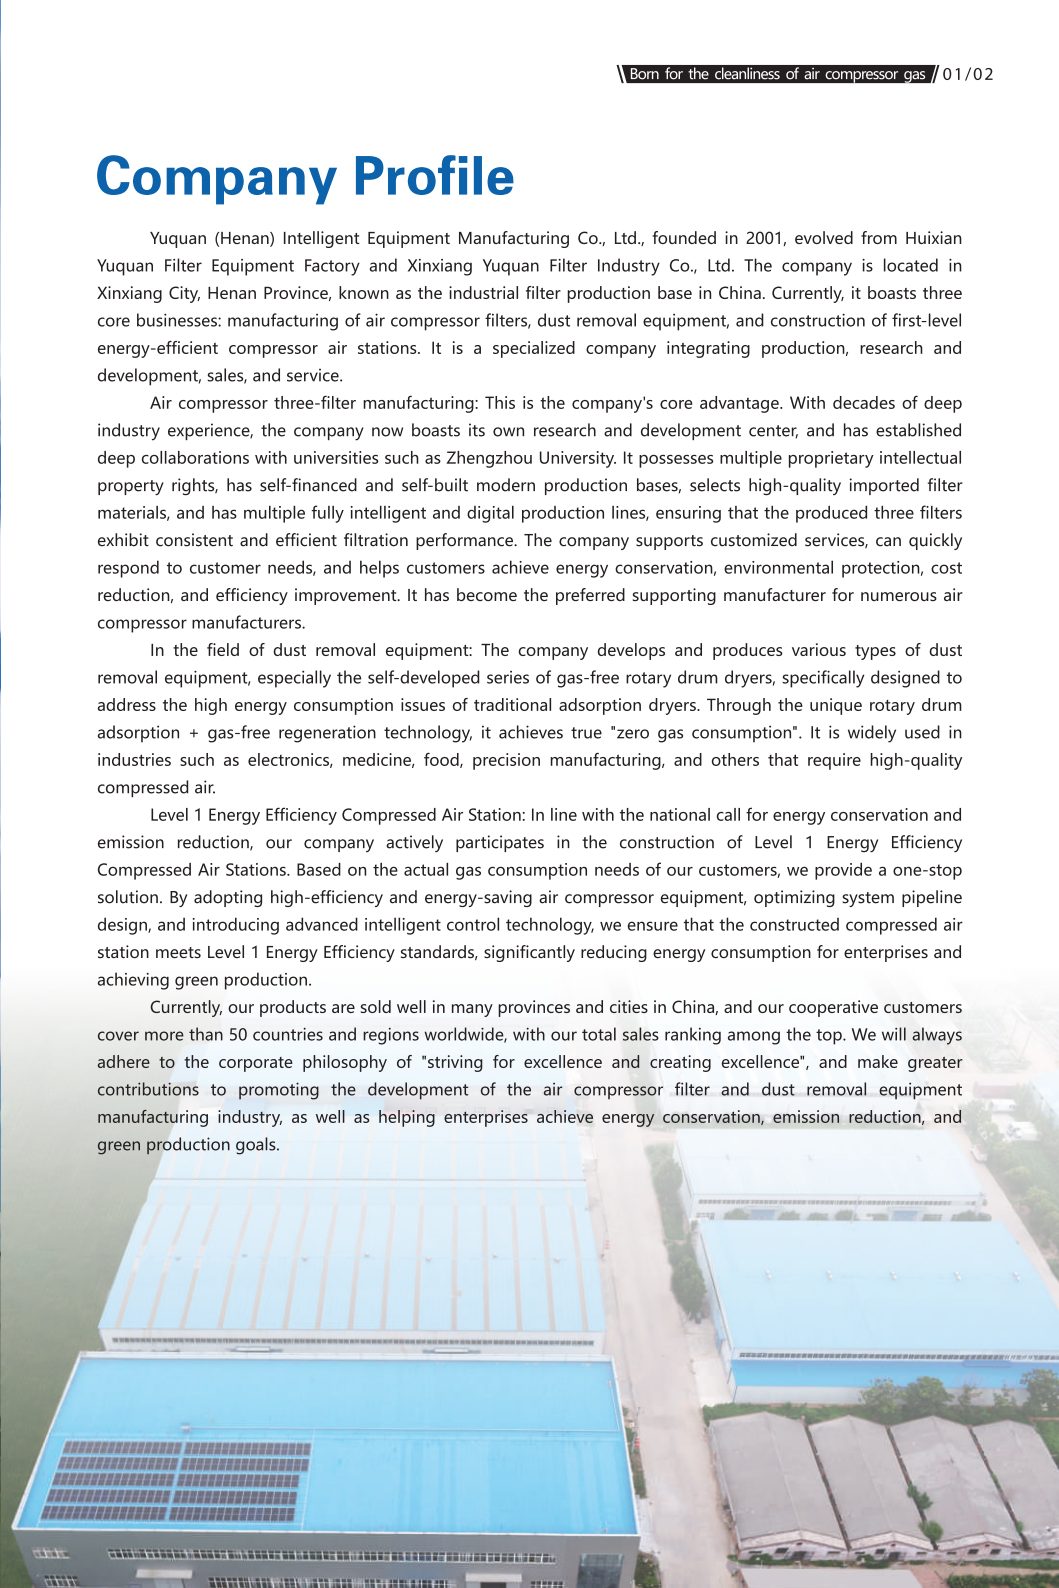 Born for the cleanliness of air compressor gas 01/02
Company Profile
Yuquan (Henan) Intelligent Equipment Manufacturing Co., Ltd., founded in 2001, evolved from Huixian
Yuquan Filter Equipment Factory and Xinxiang Yuquan Filter Industry Co., Ltd. The company is located in
Xinxiang City, Henan Province, known as the industrial filter production base in China. Currently, it boasts three
core businesses: manufacturing of air compressor filters, dust removal equipment, and construction of first-level
energy-efficient compressor air stations. It is a specialized company integrating production, research and
development, sales, and service.
Air compressor three-filter manufacturing: This is the company's core advantage. With decades of deep
industry experience, the company now boasts its own research and development center, and has established
deep collaborations with universities such as Zhengzhou University. It possesses multiple proprietary intellectual
property rights, has self-financed and self-built modern production bases, selects high-quality imported filter
materials, and has multiple fully intelligent and digital production lines, ensuring that the produced three filters
exhibit consistent and efficient filtration performance. The company supports customized services, can quickly
respond to customer needs, and helps customers achieve energy conservation, environmental protection, cost
reduction, and efficiency improvement. It has become the preferred supporting manufacturer for numerous air
compressor manufacturers.
In the field of dust removal equipment: The company develops and produces various types of dust
removal equipment, especially the self-developed series of gas-free rotary drum dryers, specifically designed to
address the high energy consumption issues of traditional adsorption dryers. Through the unique rotary drum
adsorption + gas-free regeneration technology, it achieves true "zero gas consumption". It is widely used in
industries such as electronics, medicine, food, precision manufacturing, and others that require high-quality
compressed air.
Level 1 Energy Efficiency Compressed Air Station: In line with the national call for energy conservation and
emission reduction, our company actively participates in the construction of Level 1 Energy Efficiency
Compressed Air Stations. Based on the actual gas consumption needs of our customers, we provide a one-stop
solution. By adopting high-efficiency and energy-saving air compressor equipment, optimizing system pipeline
design, and introducing advanced intelligent control technology, we ensure that the constructed compressed air
station meets Level 1 Energy Efficiency standards, significantly reducing energy consumption for enterprises and
achieving green production.
Currently, our products are sold well in many provinces and cities in China, and our cooperative customers
cover more than 50 countries and regions worldwide, with our total sales ranking among the top. We will always
adhere to the corporate philosophy of "striving for excellence and creating excellence", and make greater
contributions to promoting the development of the air compressor filter and dust removal equipment
manufacturing industry, as well as helping enterprises achieve energy conservation, emission reduction, and
green production goals.